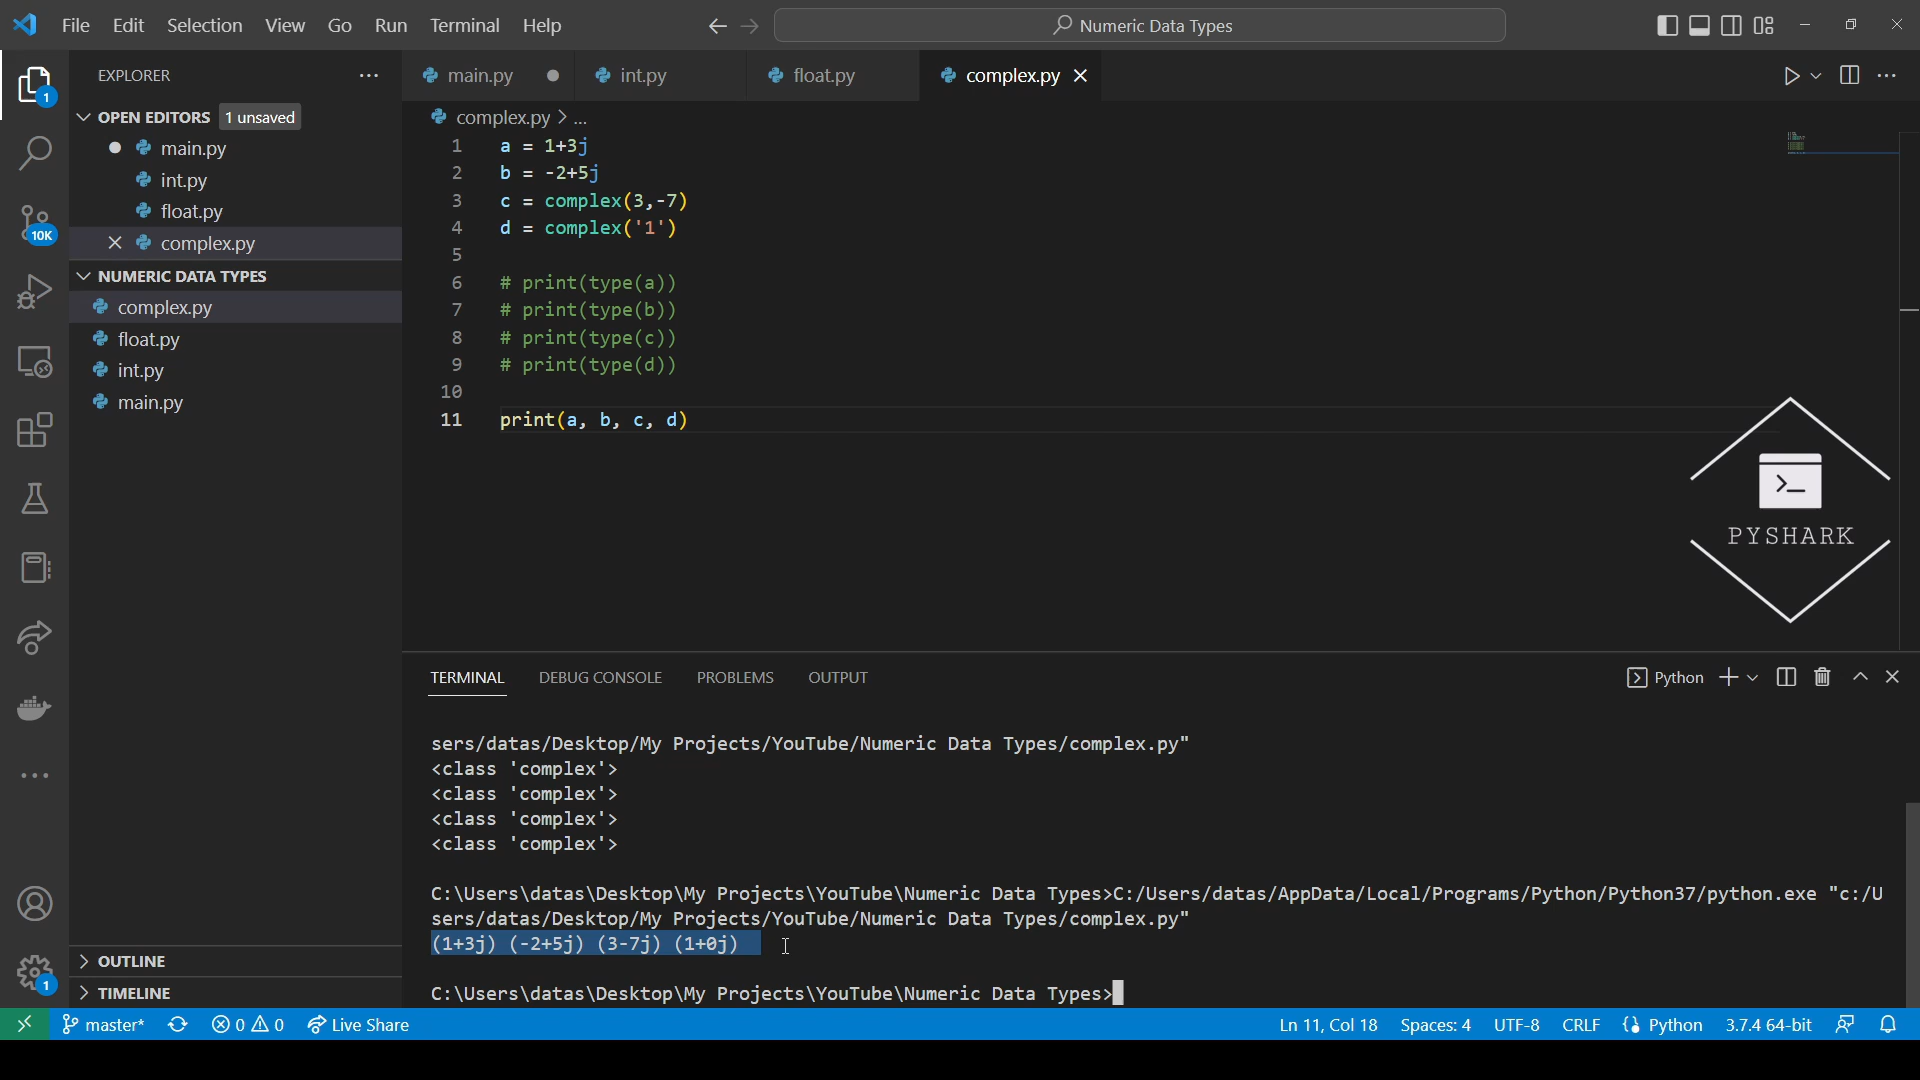 File Edit Selection View Go Run Terminal Help
Numeric Data Types
EXPLORER
OPEN EDITORS 1 unsaved
main.py
int.py
float.py
complex.py
NUMERIC DATA TYPES
complex.py
float.py
int.py
main.py
OUTLINE
TIMELINE
1
10K
1
main.py int.py float.py complex.py
complex.py > ...
1 a = 1+3j
2 b = -2+5j
3 c = complex(3,-7)
4 d = complex('1')
5
6 # print(type(a))
7 # print(type(b))
8 # print(type(c))
9 # print(type(d))
10
11 print(a, b, c, d)
>_
PYSHARK
TERMINAL DEBUG CONSOLE PROBLEMS OUTPUT
Python
sers/datas/Desktop/My Projects/YouTube/Numeric Data Types/complex.py"
<class 'complex'>
<class 'complex'>
<class 'complex'>
<class 'complex'>
C:\Users\datas\Desktop\My Projects\YouTube\Numeric Data Types>C:/Users/datas/AppData/Local/Programs/Python/Python37/python.exe "c:/U
sers/datas/Desktop/My Projects/YouTube/Numeric Data Types/complex.py"
(1+3j) (-2+5j) (3-7j) (1+0j)
C:\Users\datas\Desktop\My Projects\YouTube\Numeric Data Types>
master* 0 0 Live Share Ln 11, Col 18 Spaces: 4 UTF-8 CRLF Python 3.7.4 64-bit